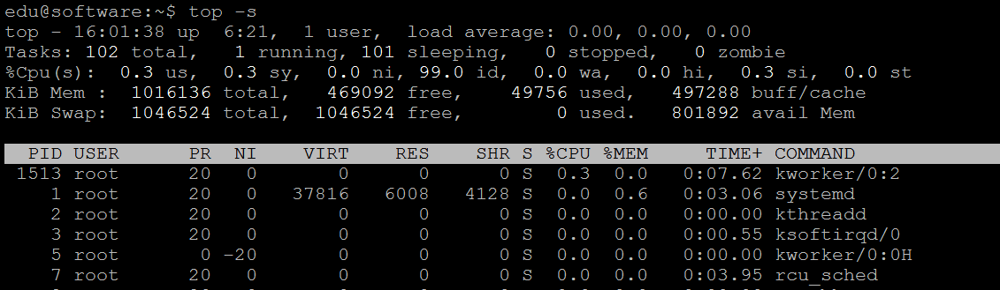 edu@software:~$ top -s
top - 16:01:38 up  6:21,  1 user,  load average: 0.00, 0.00, 0.00
Tasks: 102 total,   1 running, 101 sleeping,   0 stopped,   0 zombie
%Cpu(s):  0.3 us,  0.3 sy,  0.0 ni, 99.0 id,  0.0 wa,  0.0 hi,  0.3 si,  0.0 st
KiB Mem :  1016136 total,   469092 free,    49756 used,   497288 buff/cache
KiB Swap:  1046524 total,  1046524 free,        0 used.   801892 avail Mem
PID USER      PR  NI    VIRT    RES    SHR S %CPU %MEM     TIME+ COMMAND
1513 root      20   0       0      0      0 S  0.3  0.0   0:07.62 kworker/0:2
1 root      20   0   37816   6008   4128 S  0.0  0.6   0:03.06 systemd
2 root      20   0       0      0      0 S  0.0  0.0   0:00.00 kthreadd
3 root      20   0       0      0      0 S  0.0  0.0   0:00.55 ksoftirqd/0
5 root       0 -20       0      0      0 S  0.0  0.0   0:00.00 kworker/0:0H
7 root      20   0       0      0      0 S  0.0  0.0   0:03.95 rcu_sched